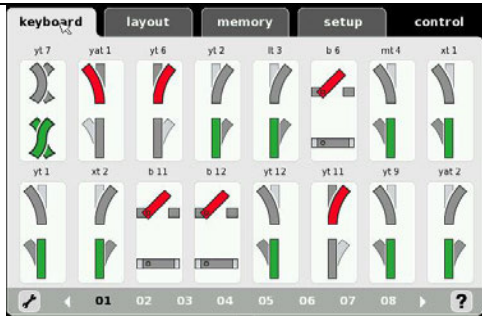 keyboard layout memory setup control
yt 7 yat 1 yt 6 yt 2 lt 3 b 6 mt 4 xt 1
yt 1 xt 2 b 11 b 12 yt 12 yt 11 yt 9 yat 2
01 02 03 04 05 06 07 08 ?